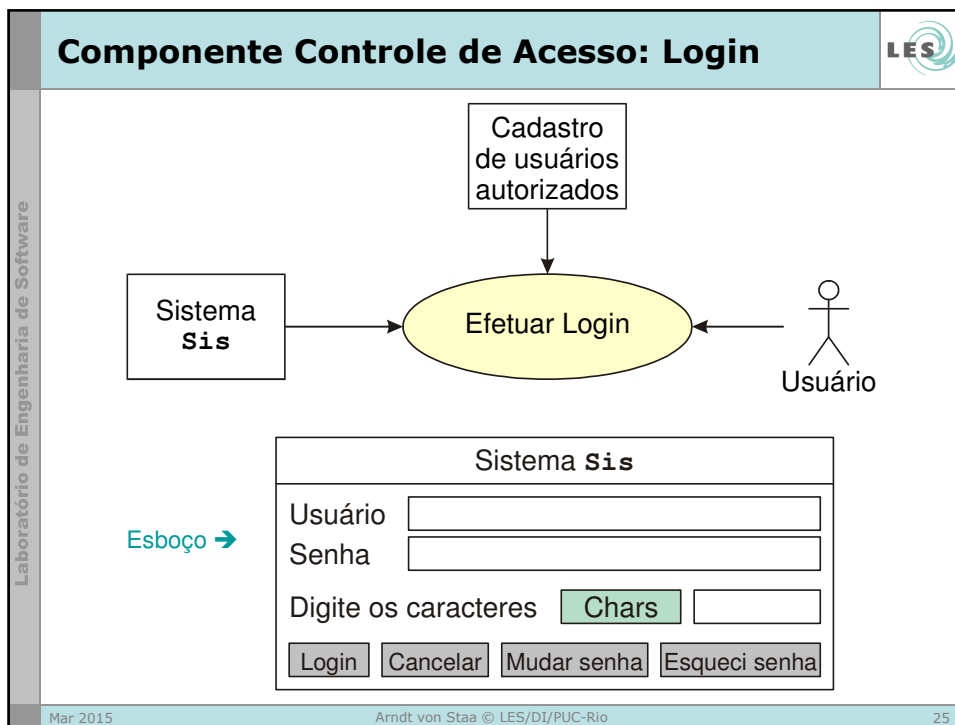 Componente Controle de Acesso: Login
LES
Laboratório de Engenharia de Software
Cadastro
de usuários
autorizados
Sistema
Sis
Efetuar Login
Usuário
Esboço ➔
Sistema Sis
Usuário
Senha
Digite os caracteres Chars
Login Cancelar Mudar senha Esqueci senha
Mar 2015 Arndt von Staa © LES/DI/PUC-Rio 25